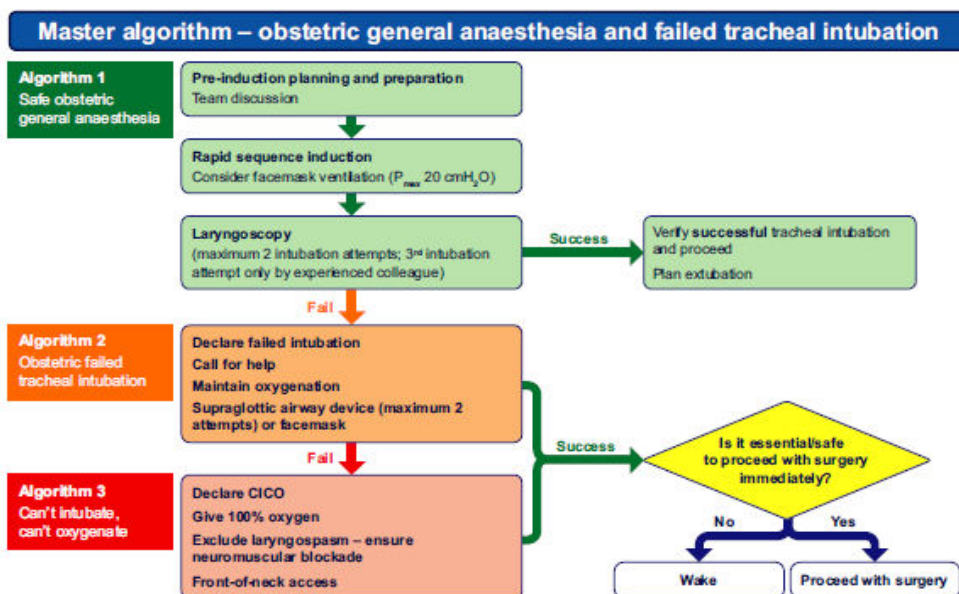 Master algorithm – obstetric general anaesthesia and failed tracheal intubation
Algorithm 1
Safe obstetric
general anaesthesia
Pre-induction planning and preparation
Team discussion
Rapid sequence induction
Consider facemask ventilation (Pmax 20 cmH2O)
Laryngoscopy
(maximum 2 intubation attempts; 3rd intubation
attempt only by experienced colleague)
Success
Verify successful tracheal intubation
and proceed
Plan extubation
Fail
Algorithm 2
Obstetric failed
tracheal intubation
Declare failed intubation
Call for help
Maintain oxygenation
Supraglottic airway device (maximum 2
attempts) or facemask
Fail
Success
Is it essential/safe
to proceed with surgery
immediately?
Algorithm 3
Can't intubate,
can't oxygenate
Declare CICO
Give 100% oxygen
Exclude laryngospasm – ensure
neuromuscular blockade
Front-of-neck access
No
Yes
Wake
Proceed with surgery